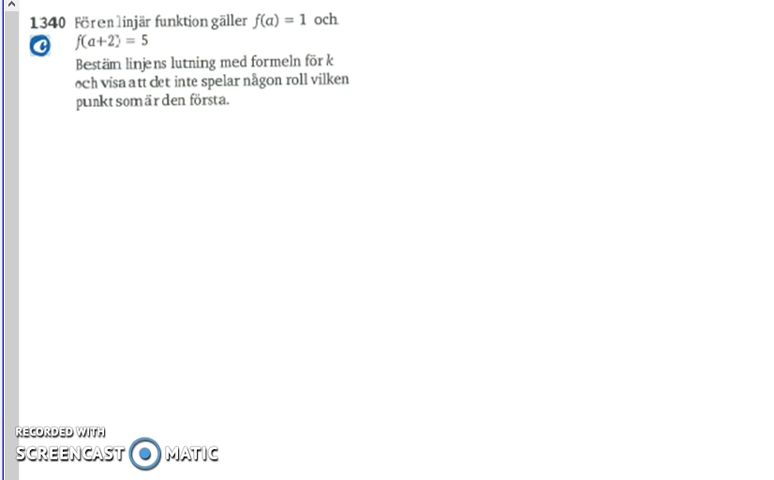 1340 För en linjär funktion gäller f(a) = 1 och
f(a+2) = 5
Bestäm linjens lutning med formeln för k
och visa att det inte spelar någon roll vilken
punkt som är den första.
RECORDED WITH
SCREENCAST MATIC